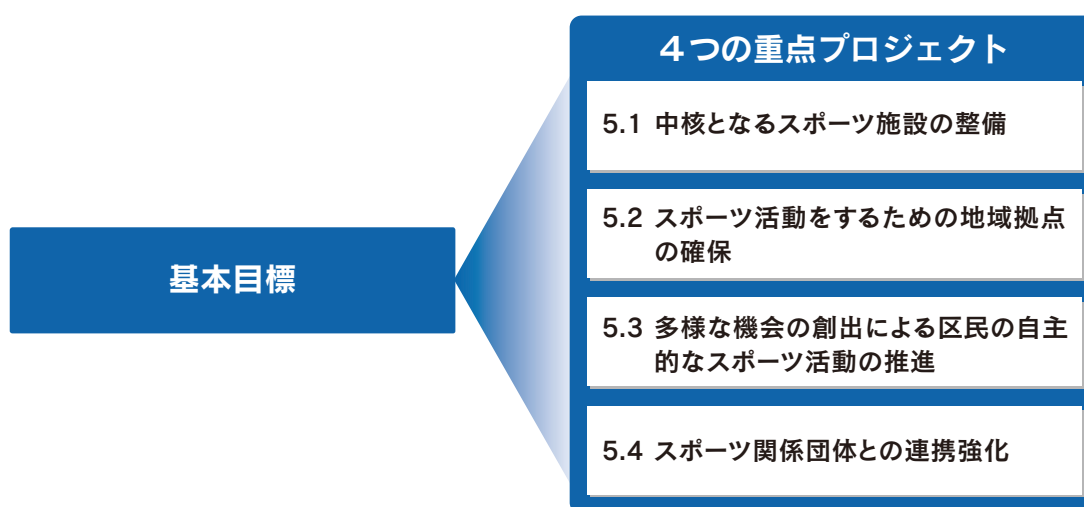 基本目標
4つの重点プロジェクト
5.1 中核となるスポーツ施設の整備
5.2 スポーツ活動をするための地域拠点
の確保
5.3 多様な機会の創出による区民の自主
的なスポーツ活動の推進
5.4 スポーツ関係団体との連携強化